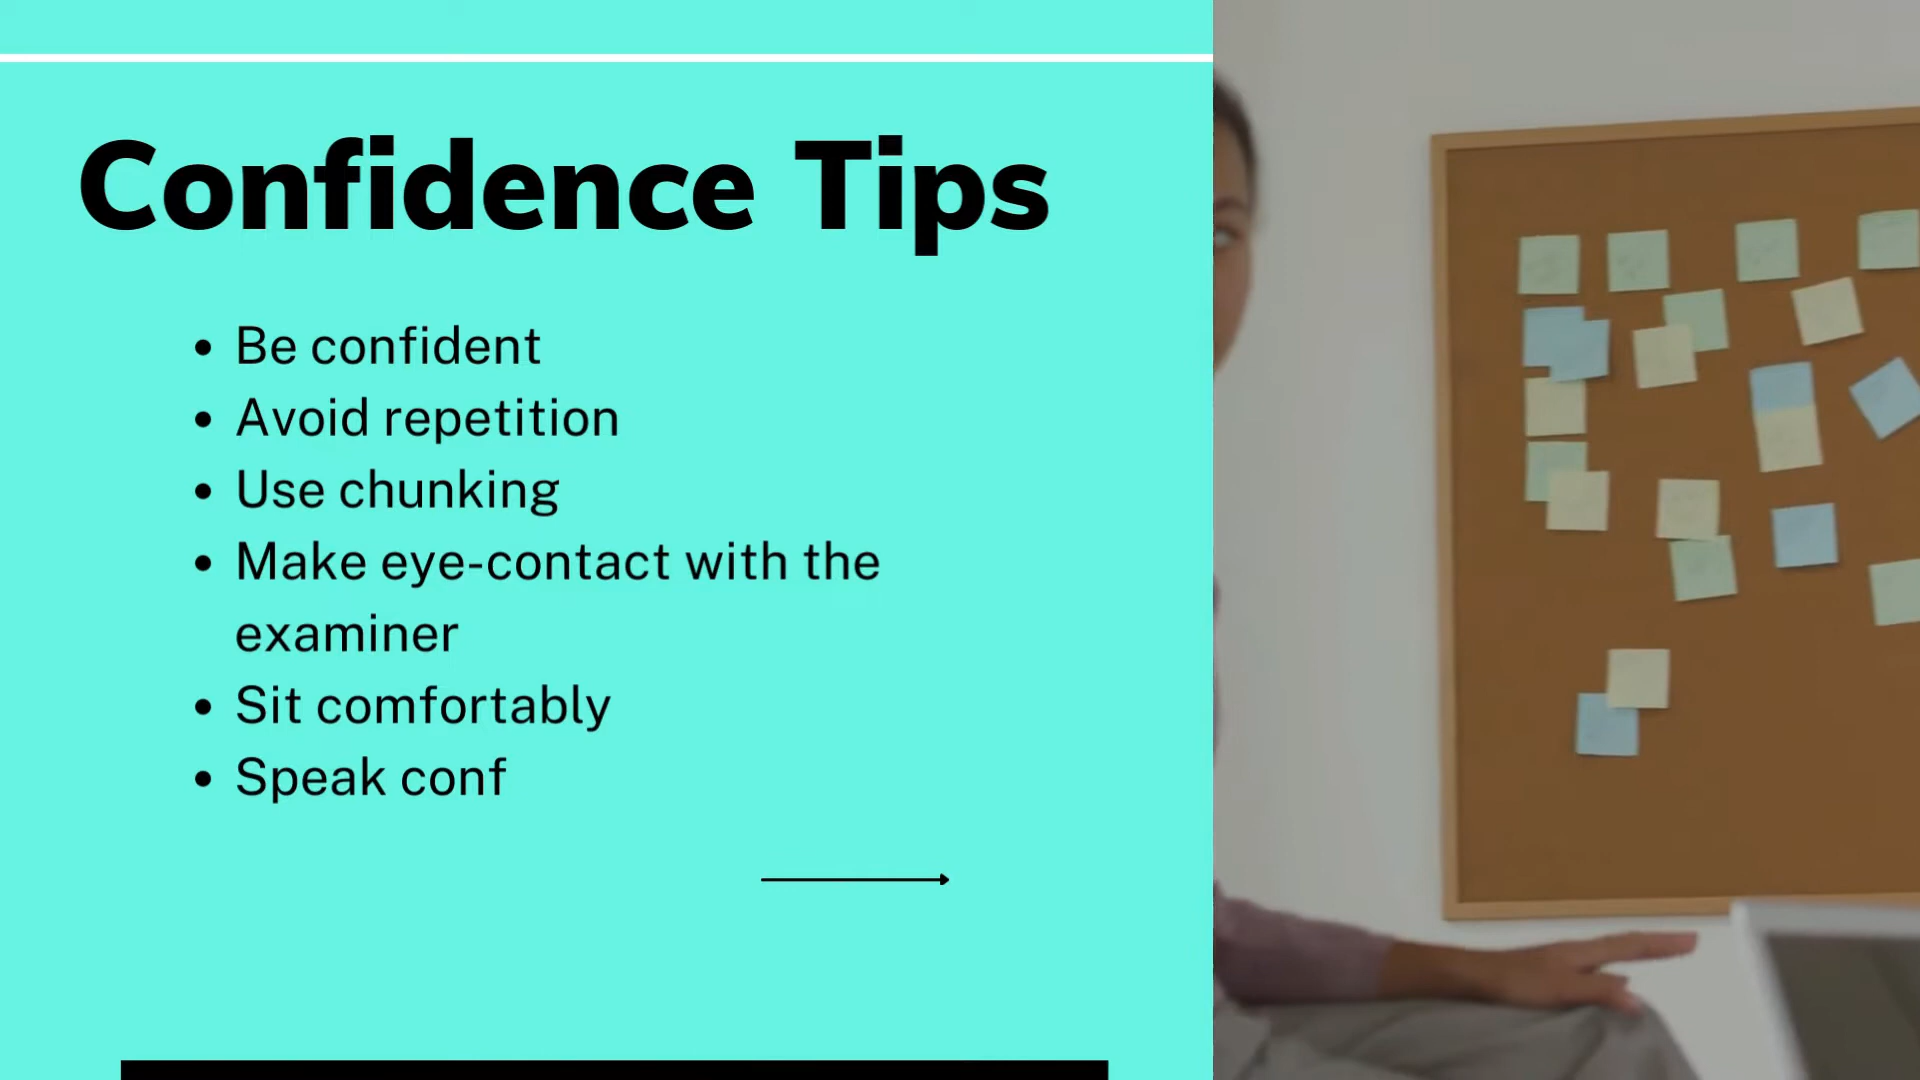 Confidence Tips
• Be confident
• Avoid repetition
• Use chunking
• Make eye-contact with the
examiner
• Sit comfortably
• Speak conf